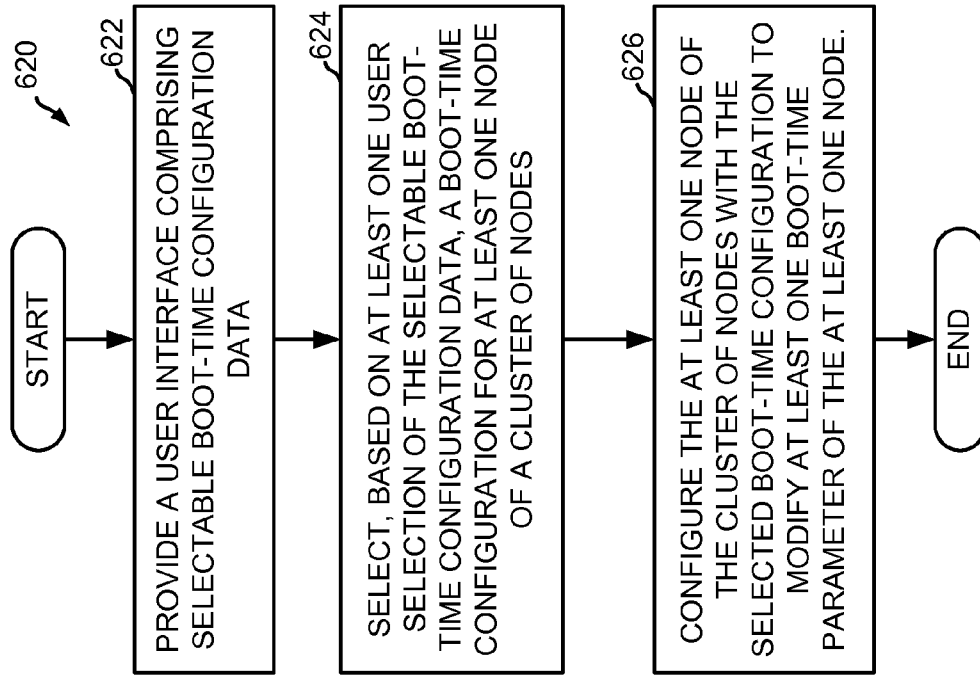 620
START
622
PROVIDE A USER INTERFACE COMPRISING
SELECTABLE BOOT-TIME CONFIGURATION
DATA
624
SELECT, BASED ON AT LEAST ONE USER
SELECTION OF THE SELECTABLE BOOT-
TIME CONFIGURATION DATA, A BOOT-TIME
CONFIGURATION FOR AT LEAST ONE NODE
OF A CLUSTER OF NODES
626
CONFIGURE THE AT LEAST ONE NODE OF
THE CLUSTER OF NODES WITH THE
SELECTED BOOT-TIME CONFIGURATION TO
MODIFY AT LEAST ONE BOOT-TIME
PARAMETER OF THE AT LEAST ONE NODE.
END